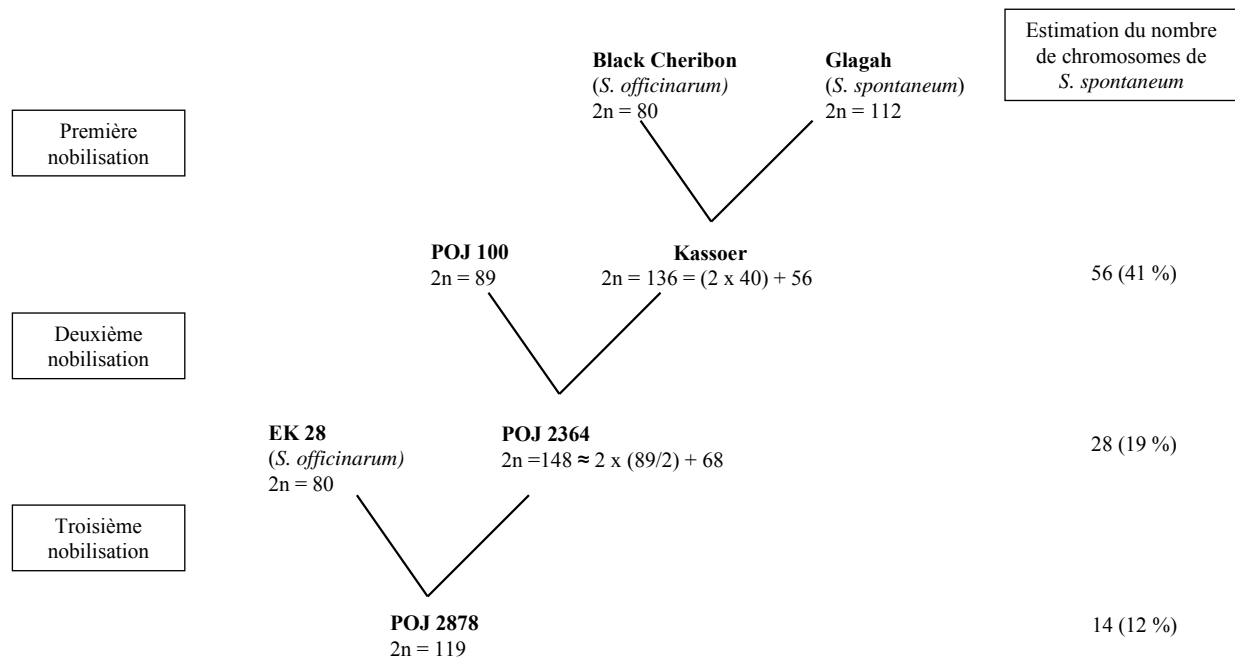 Estimation du nombre
de chromosomes de
S. spontaneum
Black Cheribon
(S. officinarum)
2n = 80
Glagah
(S. spontaneum)
2n = 112
Première
nobilisation
POJ 100
2n = 89
Kassoer
2n = 136 = (2 x 40) + 56
56 (41 %)
Deuxième
nobilisation
EK 28
(S. officinarum)
2n = 80
POJ 2364
2n =148 ≈ 2 x (89/2) + 68
28 (19 %)
Troisième
nobilisation
POJ 2878
2n = 119
14 (12 %)